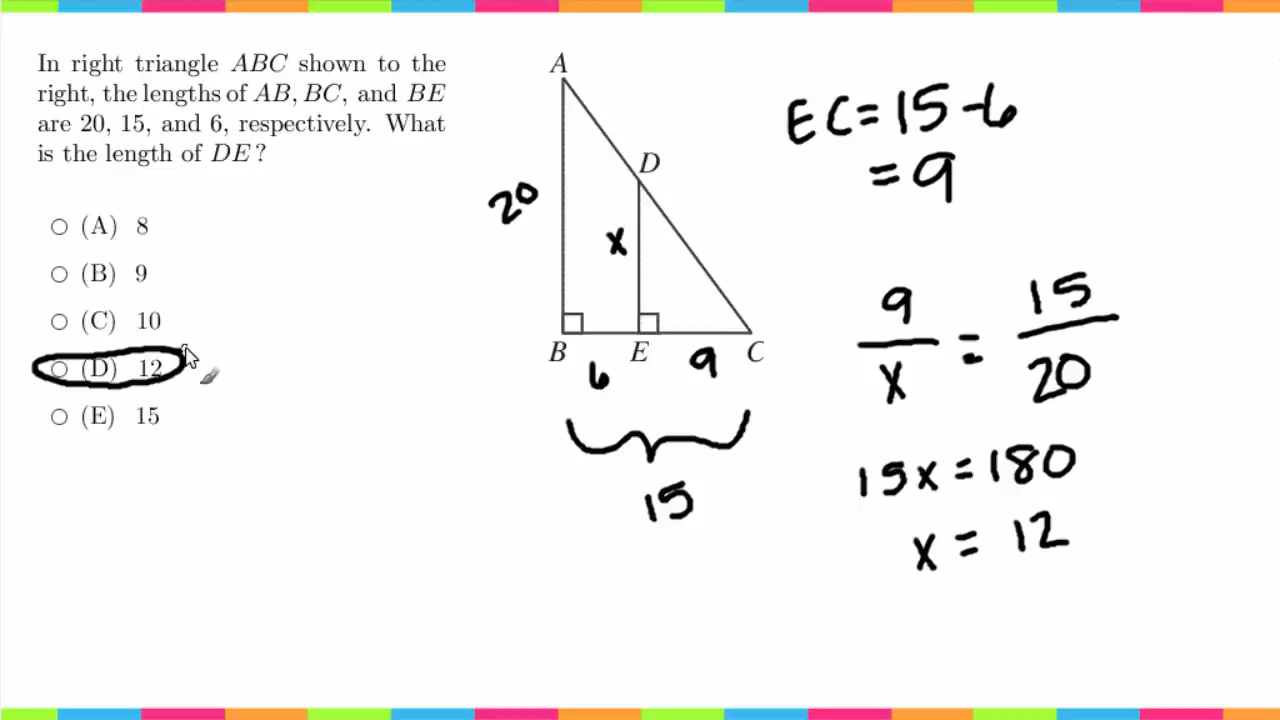 In right triangle ABC shown to the
right, the lengths of AB, BC, and BE
are 20, 15, and 6, respectively. What
is the length of DE?
(A) 8
(B) 9
(C) 10
(D) 12
(E) 15
A
D
20
x
B
E
C
6
9
15
EC=15-6
=9
9/x = 15/20
15x=180
x=12